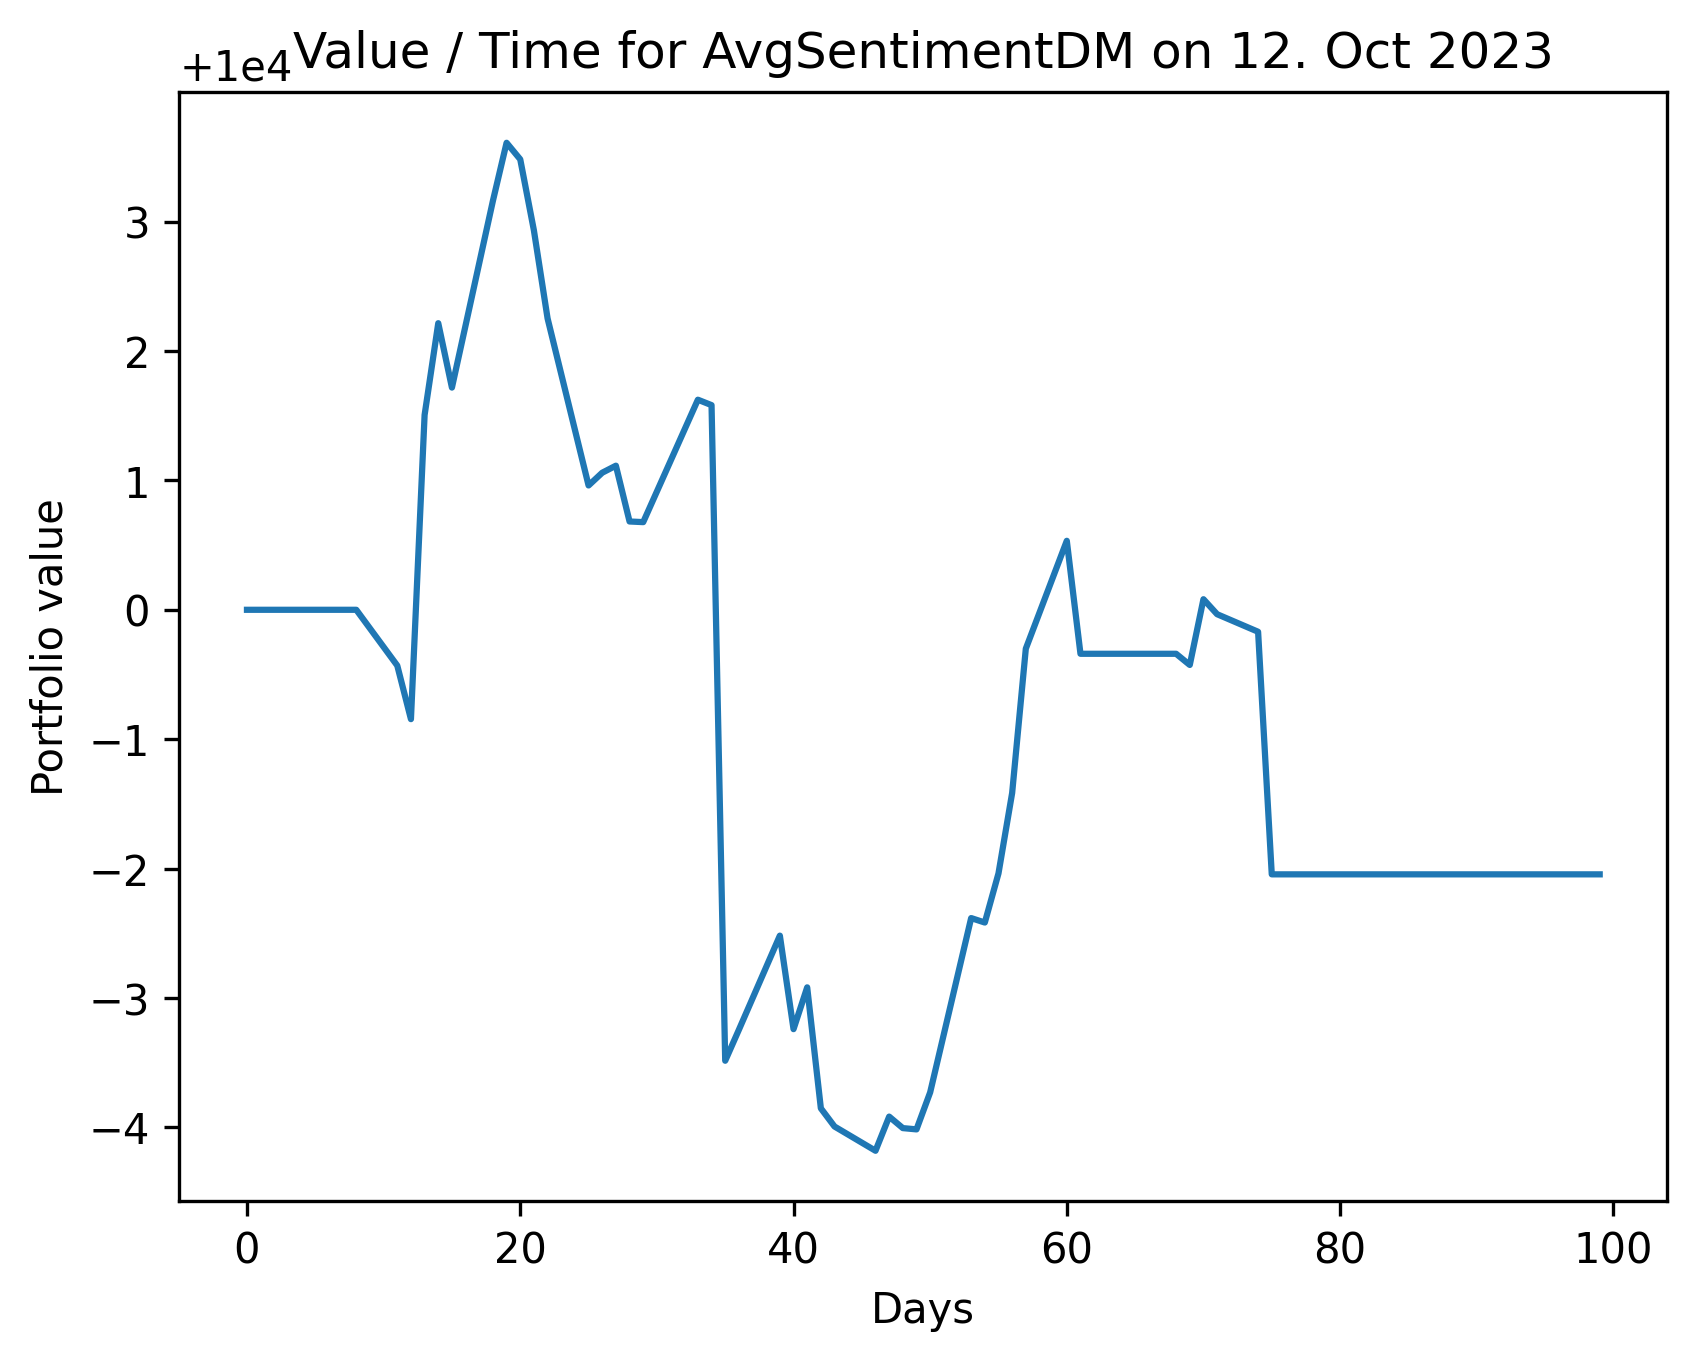 Value / Time for AvgSentimentDM on 12. Oct 2023
+1e4
3
2
1
0
−1
−2
−3
−4
Portfolio value
0 20 40 60 80 100
Days